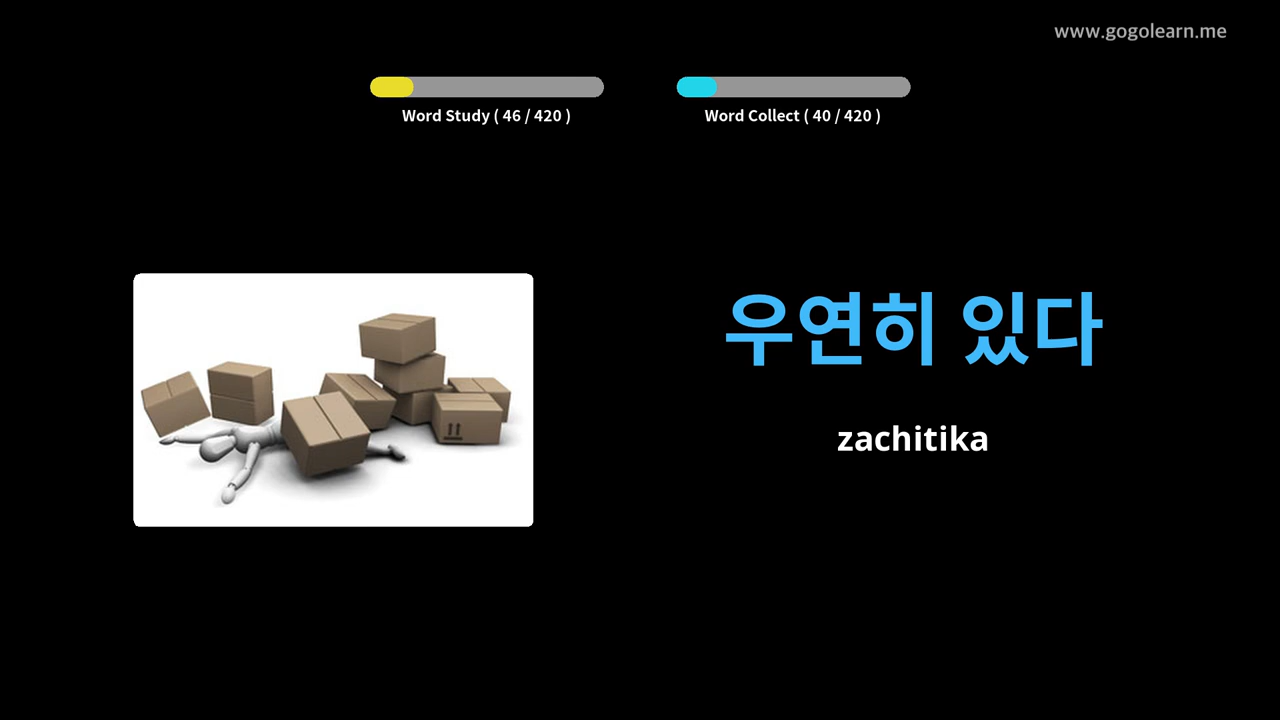 www.gogolearn.me
Word Study ( 46 / 420 )
Word Collect ( 40 / 420 )
우연히 있다
zachitika